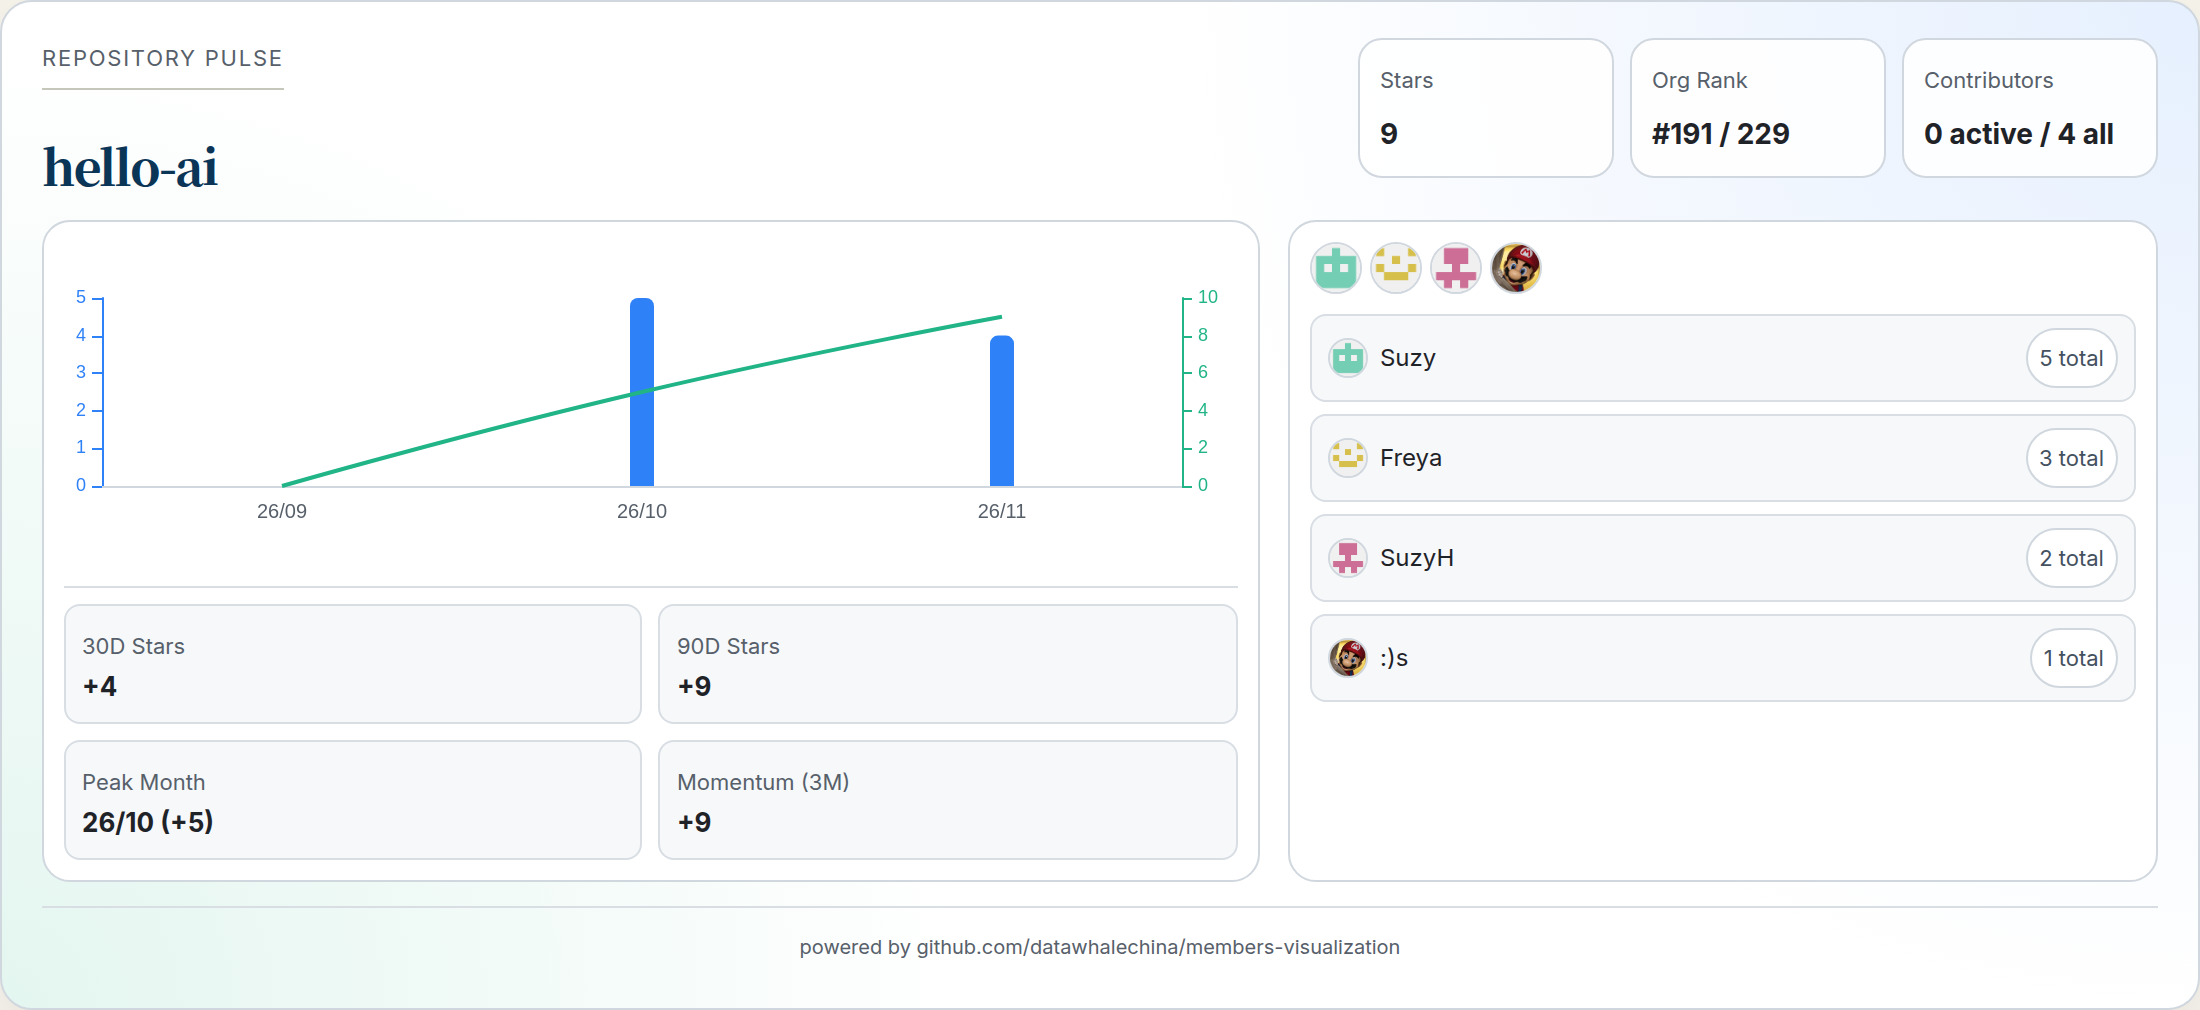 REPOSITORY PULSE
hello-ai
Stars
9
Org Rank
#191 / 229
Contributors
0 active / 4 all
5
4
3
2
1
0
10
8
6
4
2
0
26/09
26/10
26/11
30D Stars
+4
90D Stars
+9
Peak Month
26/10 (+5)
Momentum (3M)
+9
Suzy
5 total
Freya
3 total
SuzyH
2 total
:)s
1 total
powered by github.com/datawhalechina/members-visualization